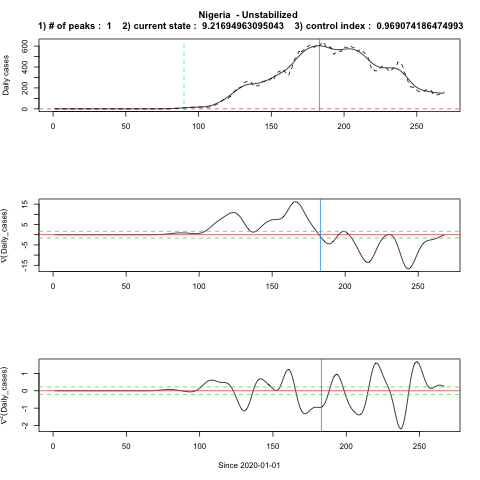 Nigeria - Unstabilized
1) # of peaks : 1 2) current state : 9.21694963095043 3) control index : 0.969074186474993
Daily cases
0 200 400 600
0 50 100 150 200 250
∇(Daily_cases)
-15 -5 5 15
0 50 100 150 200 250
∇²(Daily_cases)
-2 -1 0 1
0 50 100 150 200 250
Since 2020-01-01